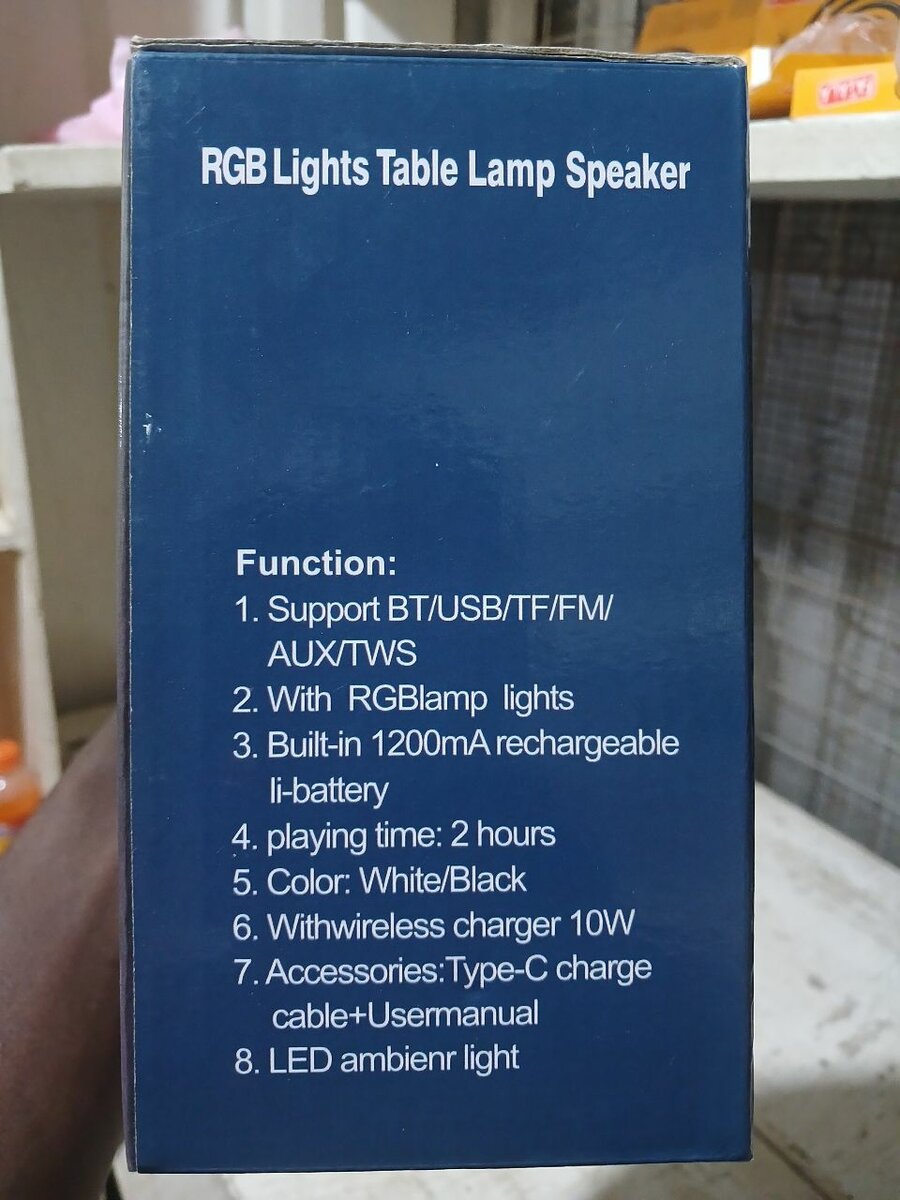 RGB Lights Table Lamp Speaker
Function:
1. Support BT/USB/TF/FM/
AUX/TWS
2. With RGBlamp lights
3. Built-in 1200mA rechargeable
li-battery
4. playing time: 2 hours
5. Color: White/Black
6. Withwireless charger 10W
7. Accessories:Type-C charge
cable+Usermanual
8. LED ambienr light